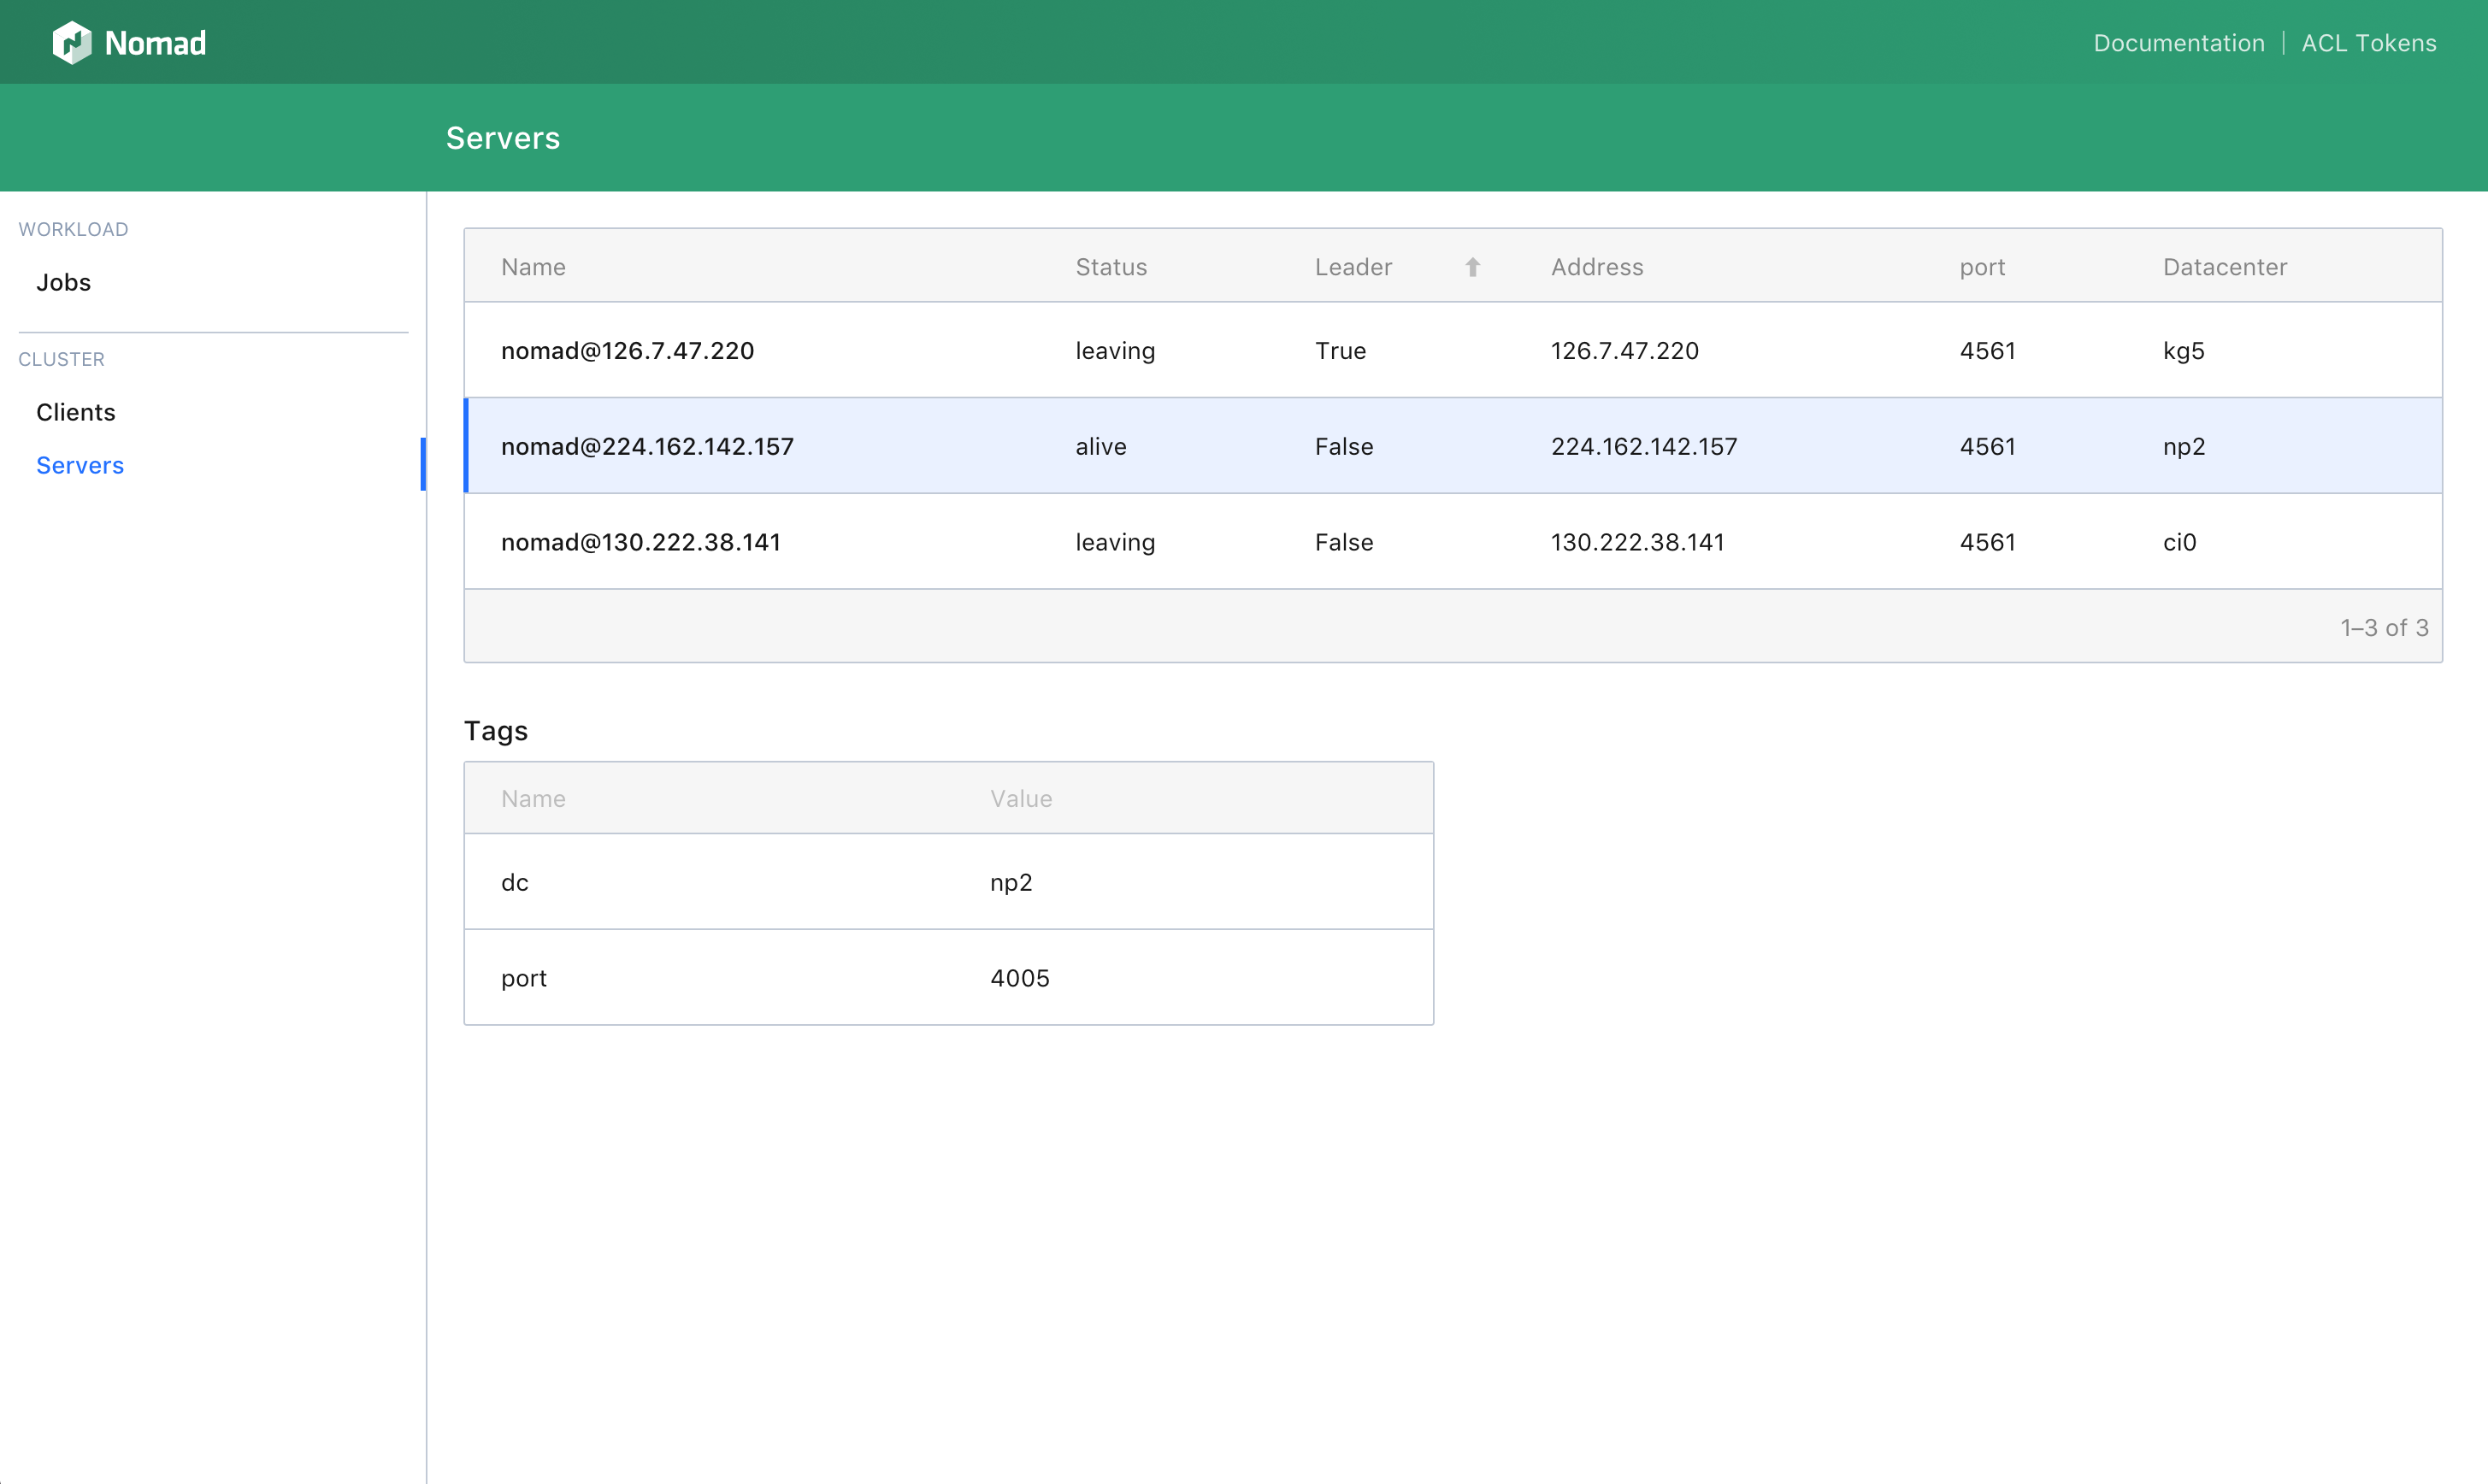 Nomad
Documentation | ACL Tokens
Servers
WORKLOAD
Jobs
CLUSTER
Clients
Servers
Name Status Leader Address port Datacenter
nomad@126.7.47.220 leaving True 126.7.47.220 4561 kg5
nomad@224.162.142.157 alive False 224.162.142.157 4561 np2
nomad@130.222.38.141 leaving False 130.222.38.141 4561 ci0
1–3 of 3
Tags
Name Value
dc np2
port 4005